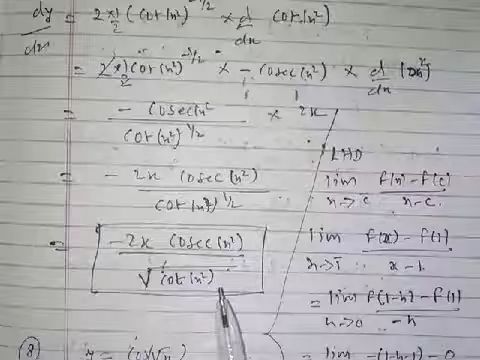 dy/dx = 2 × 1/2 (cot(x²))^-1/2 × d/dx cot(x²)
= 2 × 1/2 cot(x²)^-1/2 × - cosec(x²) × d/dx (x²)
= - cosec(x²) / cot(x²)^1/2 × 2x
= - 2x cosec(x²) / cot(x²)^1/2
= -2x cosec(x²) / √cot(x²)
(8)
LHD
lim x→c f(x) - f(c) / x - c
lim x→1 f(x) - f(1) / x - 1
= lim h→0 f(1-h) - f(1) / -h